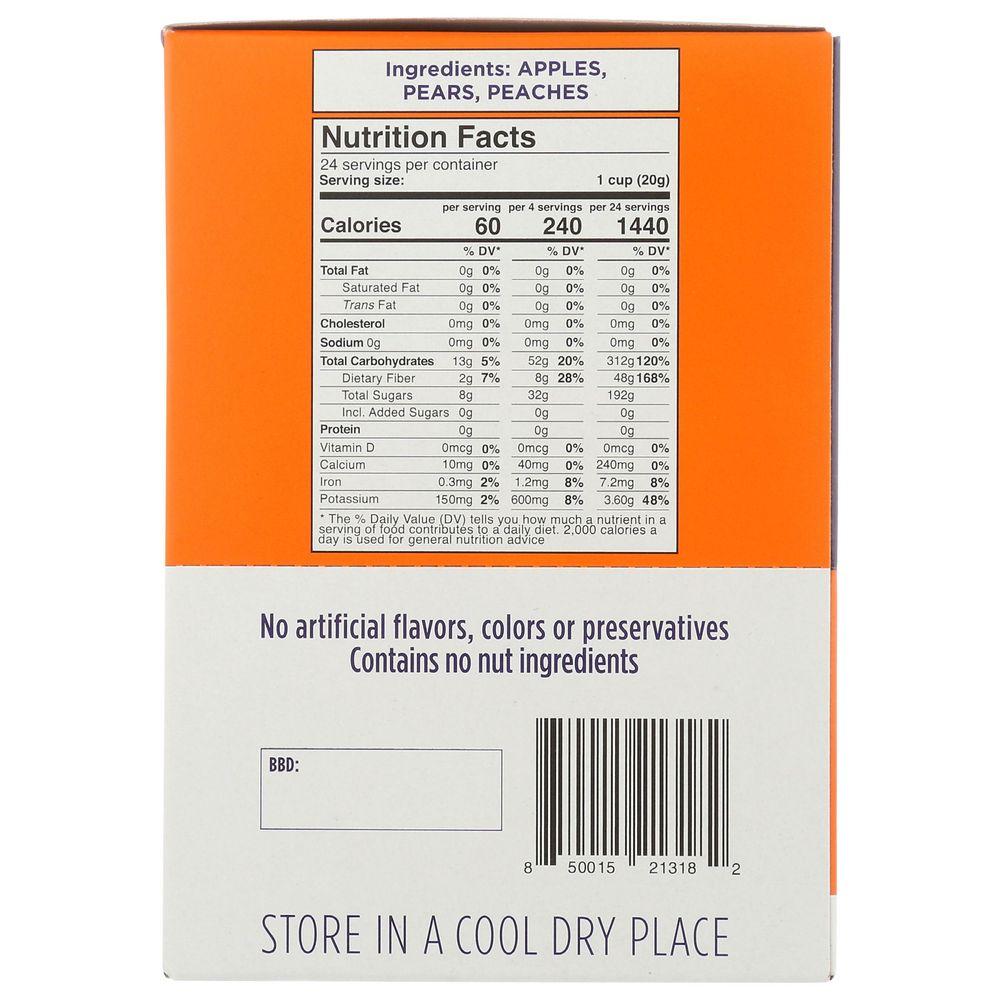 Ingredients: APPLES,
PEARS, PEACHES
Nutrition Facts
24 servings per container
Serving size: 1 cup (20g)
per serving per 4 servings per 24 servings
Calories 60 240 1440
% DV* % DV* % DV*
Total Fat 0g 0% 0g 0% 0g 0%
Saturated Fat 0g 0% 0g 0% 0g 0%
Trans Fat 0g 0% 0g 0% 0g 0%
Cholesterol 0mg 0% 0mg 0% 0mg 0%
Sodium 0g 0mg 0% 0mg 0% 0mg 0%
Total Carbohydrates 13g 5% 52g 20% 312g 120%
Dietary Fiber 2g 7% 8g 28% 48g 168%
Total Sugars 8g 32g 192g
Incl. Added Sugars 0g 0g 0g
Protein 0g 0g 0g
Vitamin D 0mcg 0% 0mcg 0% 0mcg 0%
Calcium 10mg 0% 40mg 0% 240mg 0%
Iron 0.3mg 2% 1.2mg 8% 7.2mg 8%
Potassium 150mg 2% 600mg 8% 3.60g 48%
* The % Daily Value (DV) tells you how much a nutrient in a
serving of food contributes to a daily diet. 2,000 calories a
day is used for general nutrition advice
No artificial flavors, colors or preservatives
Contains no nut ingredients
BBD:
8 50015 21318 2
STORE IN A COOL DRY PLACE